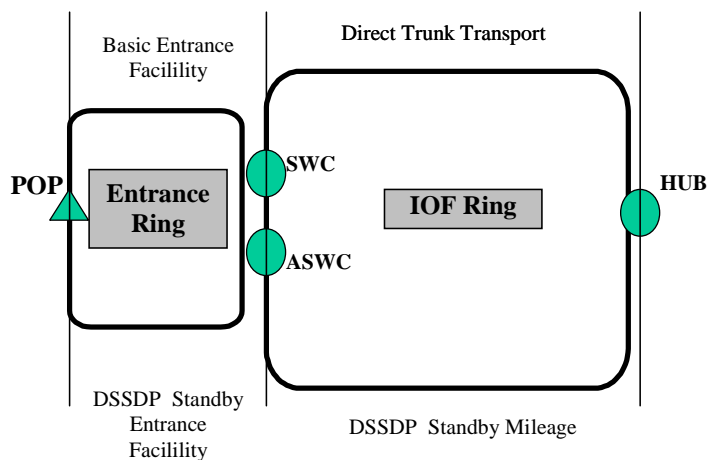 Basic Entrance
Facilility
Direct Trunk Transport
SWC
POP
Entrance
Ring
IOF Ring
HUB
ASWC
DSSDP Standby
Entrance
Facilility
DSSDP Standby Mileage